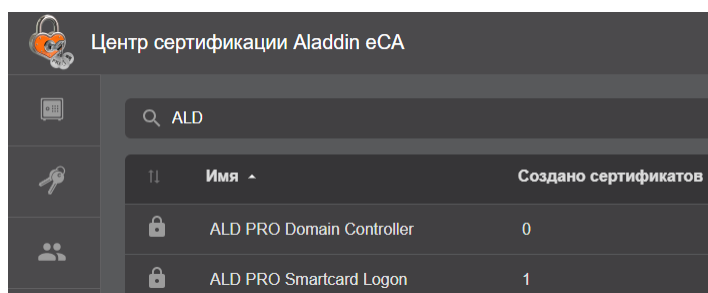 Центр сертификации Aladdin eCA
ALD
Имя Создано сертификатов
ALD PRO Domain Controller 0
ALD PRO Smartcard Logon 1